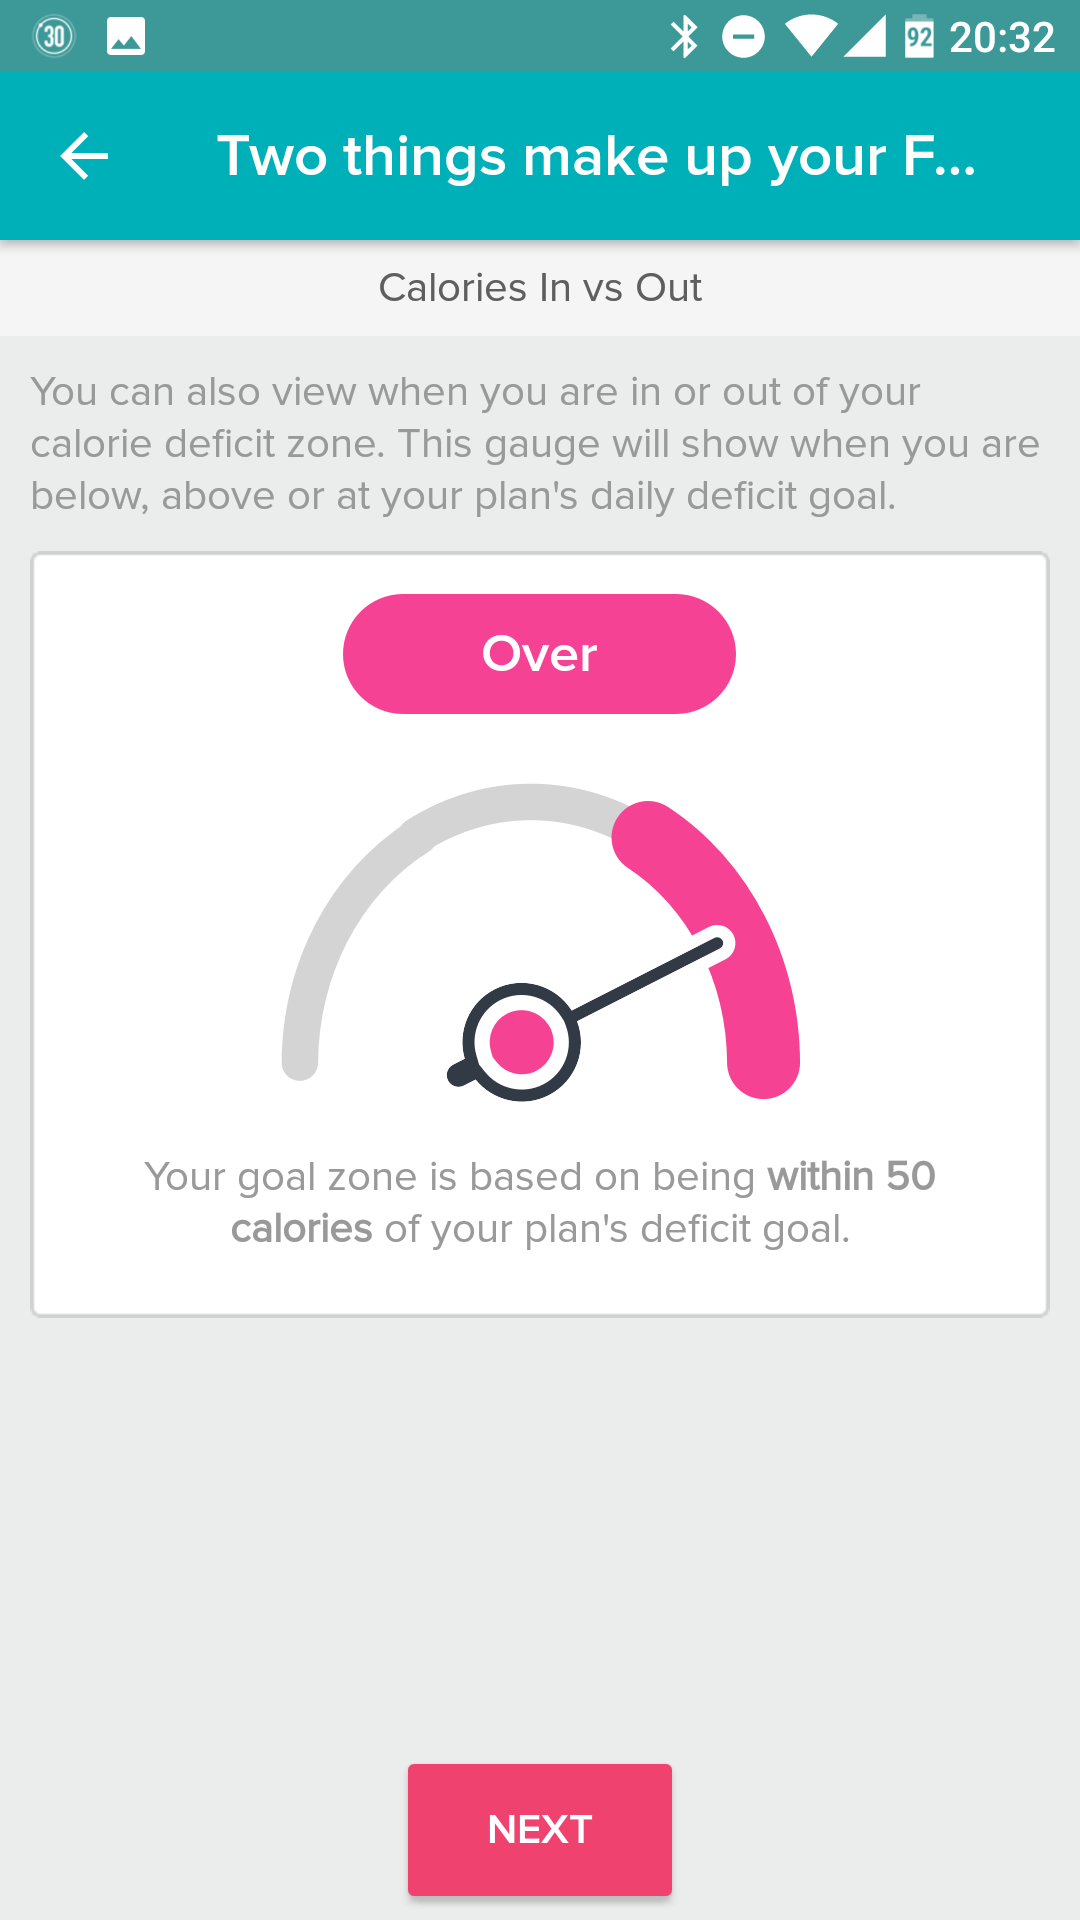 30
92 20:32
Two things make up your F...
Calories In vs Out
You can also view when you are in or out of your
calorie deficit zone. This gauge will show when you are
below, above or at your plan's daily deficit goal.
Over
Your goal zone is based on being within 50
calories of your plan's deficit goal.
NEXT